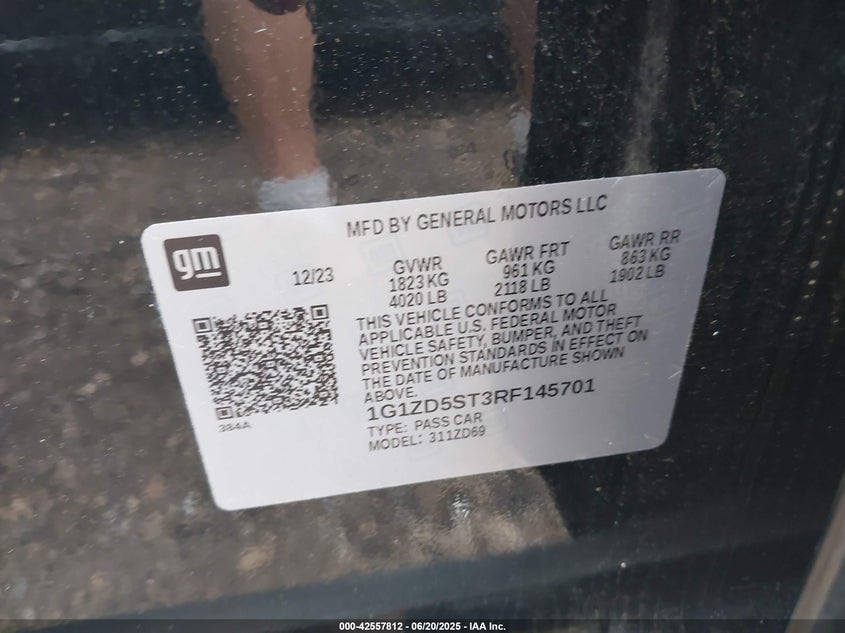 MFD BY GENERAL MOTORS LLC
gm
12/23
GVWR
1823 KG
4020 LB
GAWR FRT
961 KG
2118 LB
GAWR RR
863 KG
1902 LB
THIS VEHICLE CONFORMS TO ALL
APPLICABLE U.S. FEDERAL MOTOR
VEHICLE SAFETY, BUMPER, AND THEFT
PREVENTION STANDARDS IN EFFECT ON
THE DATE OF MANUFACTURE SHOWN
ABOVE.
1G1ZD5ST3RF145701
TYPE: PASS CAR
MODEL: 311ZD69
384A
000-42557812 - 06/20/2025 - IAA Inc.